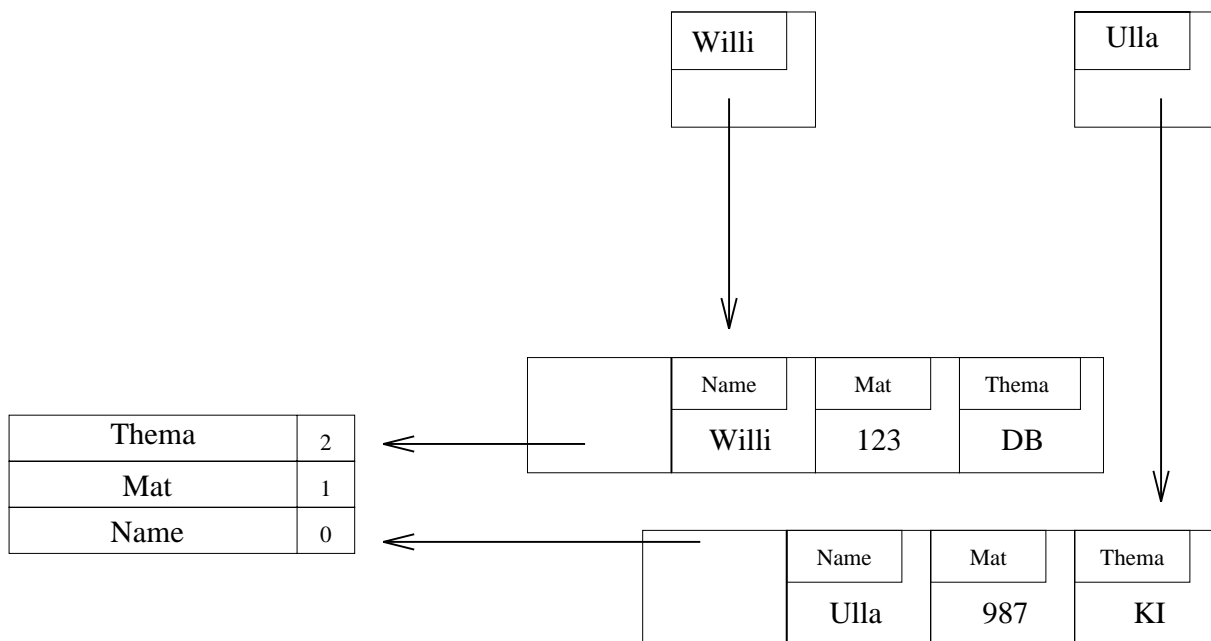 Willi Ulla
Name Mat Thema
Willi 123 DB
Thema 2
Mat 1
Name 0
Name Mat Thema
Ulla 987 KI